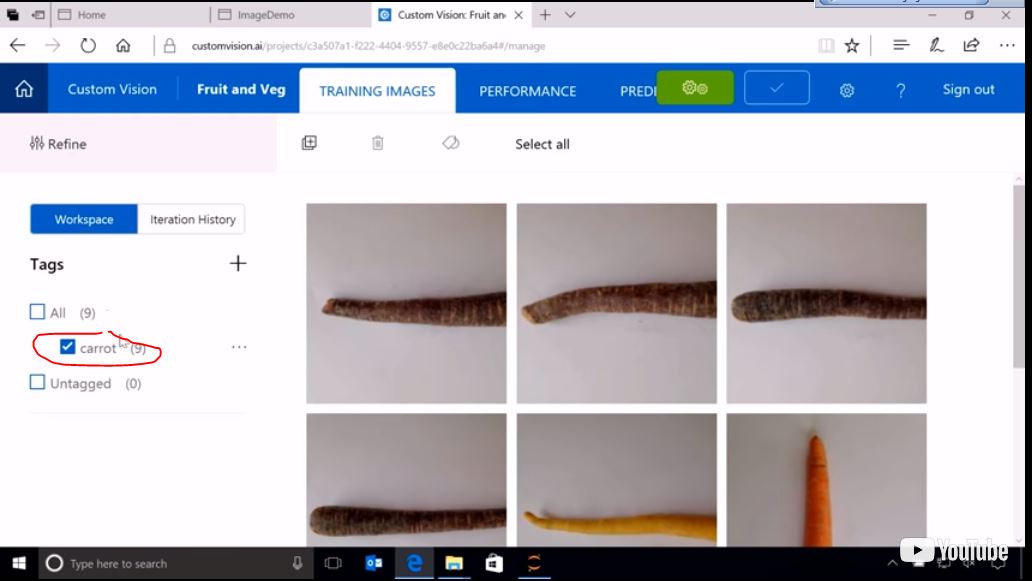 Home
ImageDemo
Custom Vision: Fruit an
customvision.ai/projects/c3a507a1-f222-4404-9557-e8e0c22ba6a4#/manage
Custom Vision
Fruit and Veg
TRAINING IMAGES
PERFORMANCE
PREDI
?
Sign out
Refine
Select all
Workspace
Iteration History
Tags
All (9)
carrot (9)
Untagged (0)
Type here to search
YouTube